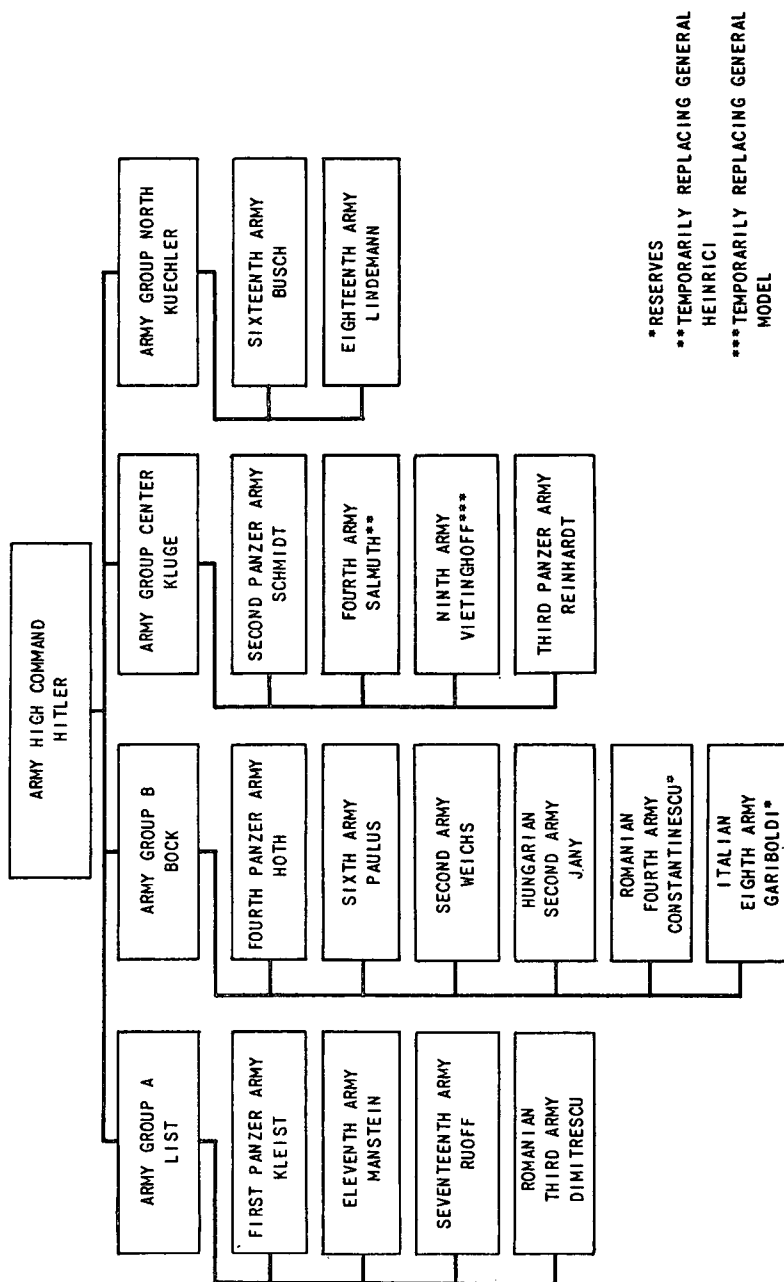 ARMY HIGH COMMAND
HITLER
ARMY GROUP A
LIST
FIRST PANZER ARMY
KLEIST
ELEVENTH ARMY
MANSTEIN
SEVENTEENTH ARMY
RUOFF
ROMANIAN
THIRD ARMY
DIMITRESCU
ARMY GROUP B
BOCK
FOURTH PANZER ARMY
HOTH
SIXTH ARMY
PAULUS
SECOND ARMY
WEICHS
HUNGARIAN
SECOND ARMY
JANY
ROMANIAN
FOURTH ARMY
CONSTANTINESCU*
ITALIAN
EIGHTH ARMY
GARIBOLDI*
ARMY GROUP CENTER
KLUGE
SECOND PANZER ARMY
SCHMIDT
FOURTH ARMY
SALMUTH**
NINTH ARMY
VIETINGHOFF***
THIRD PANZER ARMY
REINHARDT
ARMY GROUP NORTH
KUECHLER
SIXTEENTH ARMY
BUSCH
EIGHTEENTH ARMY
LINDEMANN
*RESERVES
**TEMPORARILY REPLACING GENERAL
HEINRICI
***TEMPORARILY REPLACING GENERAL
MODEL